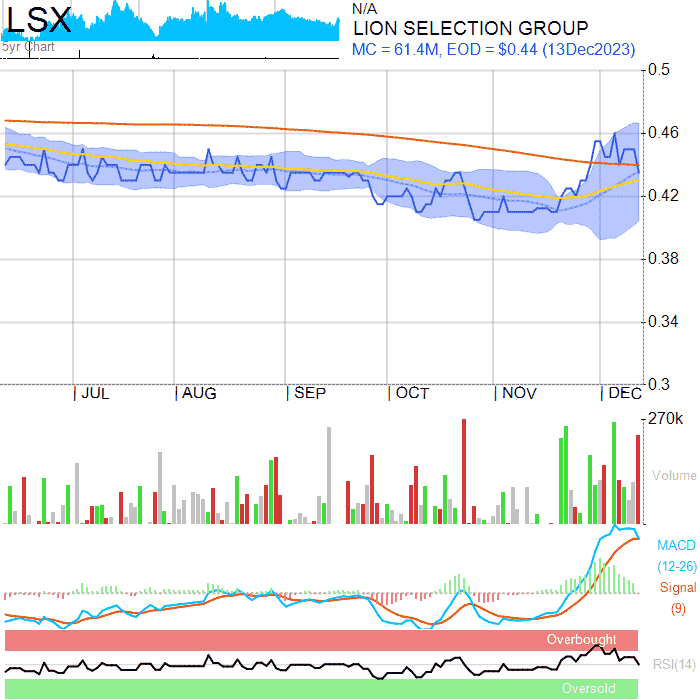 LSX
5yr Chart
N/A
LION SELECTION GROUP
MC = 61.4M, EOD = $0.44 (13Dec2023)
0.5
0.46
0.42
0.38
0.34
0.3
JUL AUG SEP OCT NOV DEC
270k
Volume
MACD
(12-26)
Signal
(9)
Overbought
RSI(14)
Oversold